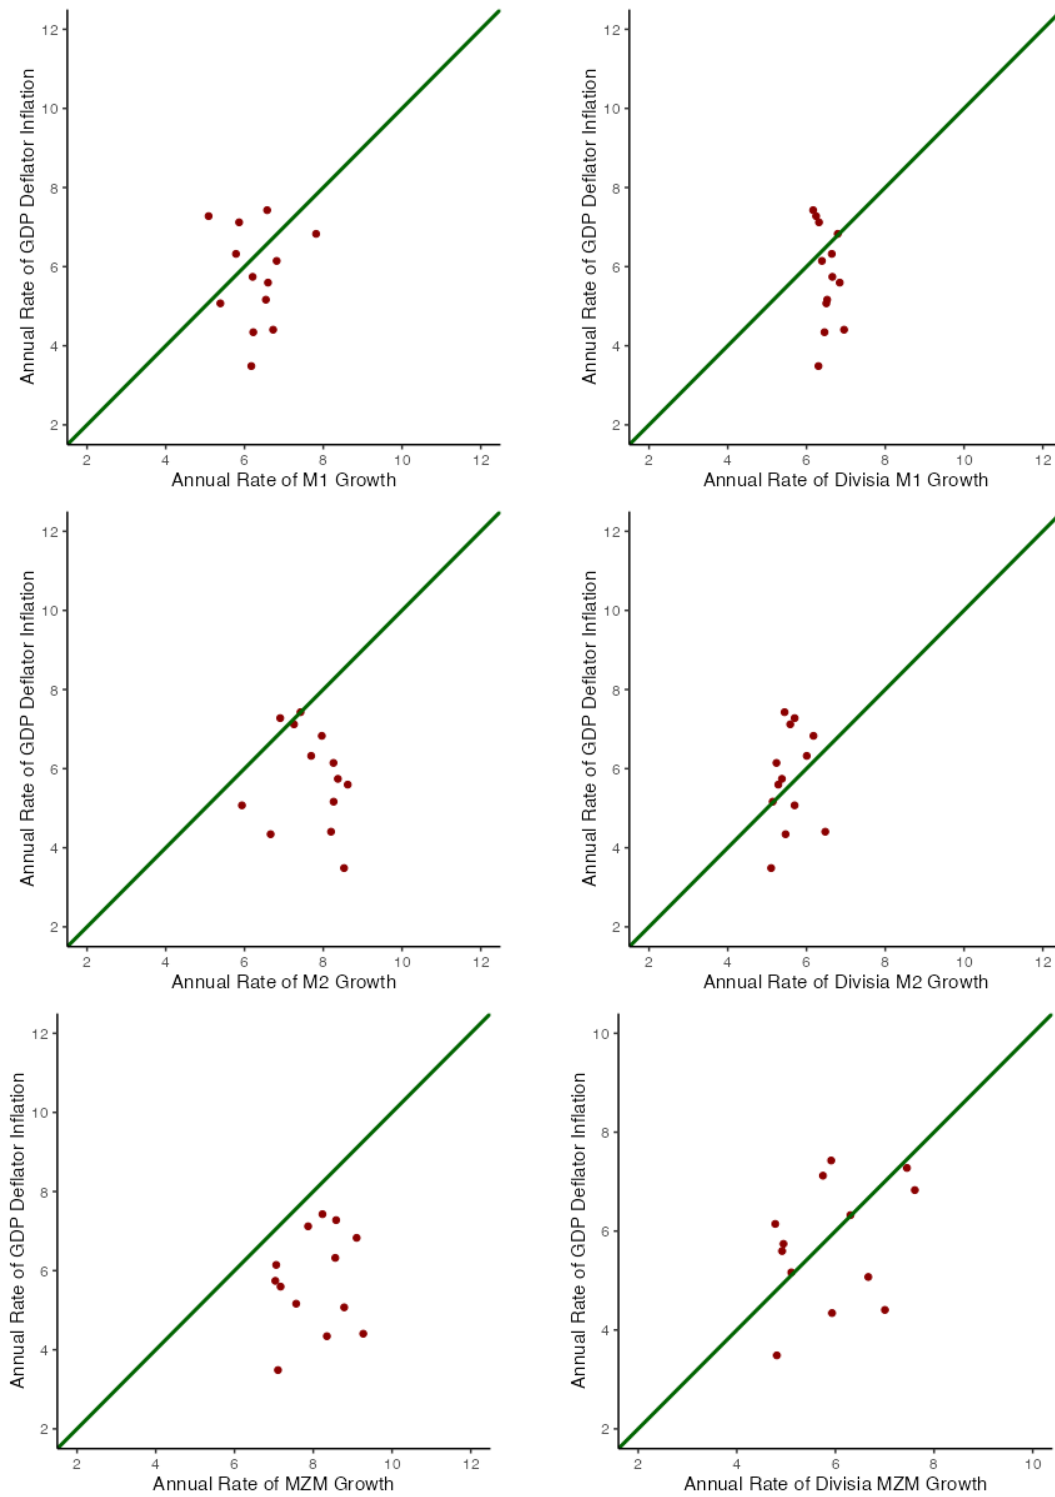 12
10
8
6
4
2
Annual Rate of GDP Deflator Inflation
2 4 6 8 10 12
Annual Rate of M1 Growth
12
10
8
6
4
2
Annual Rate of GDP Deflator Inflation
2 4 6 8 10 12
Annual Rate of Divisia M1 Growth
12
10
8
6
4
2
Annual Rate of GDP Deflator Inflation
2 4 6 8 10 12
Annual Rate of M2 Growth
12
10
8
6
4
2
Annual Rate of GDP Deflator Inflation
2 4 6 8 10 12
Annual Rate of Divisia M2 Growth
12
10
8
6
4
2
Annual Rate of GDP Deflator Inflation
2 4 6 8 10 12
Annual Rate of MZM Growth
10
8
6
4
2
Annual Rate of GDP Deflator Inflation
2 4 6 8 10
Annual Rate of Divisia MZM Growth